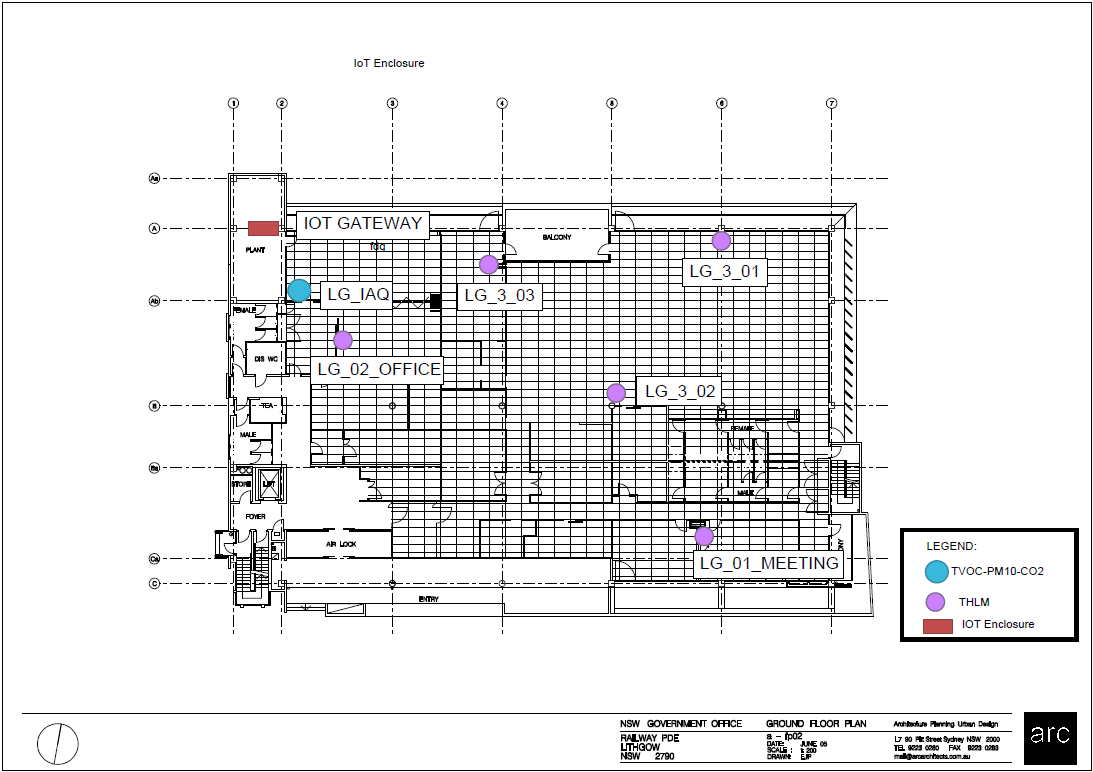 IoT Enclosure
1 2 3 4 5 6 7
Aa
A
IOT GATEWAY
fdg
BALCONY
PLANT
LG_3_01
LG_IAQ
LG_3_03
Ab
FEMALE
DIS WC
LG_02_OFFICE
LG_3_02
B
TEA
FEMALE
MALE
Ba
STORE
LIFT
MALE
FOYER
AIR LOCK
LG_01_MEETING
Ca
C
ENTRY
LEGEND:
TVOC-PM10-CO2
THLM
IOT Enclosure
NSW GOVERNMENT OFFICE
RAILWAY PDE
LITHGOW
NSW 2790
GROUND FLOOR PLAN
a - fp02
DATE: JUNE 05
SCALE : 1: 200
DRAWN: EJP
Architecture Planning Urban Design
L7 90 Pitt Street Sydney NSW 2000
TEL 9223 0280 FAX 9223 0283
mail@arcarchitects.com.au
arc